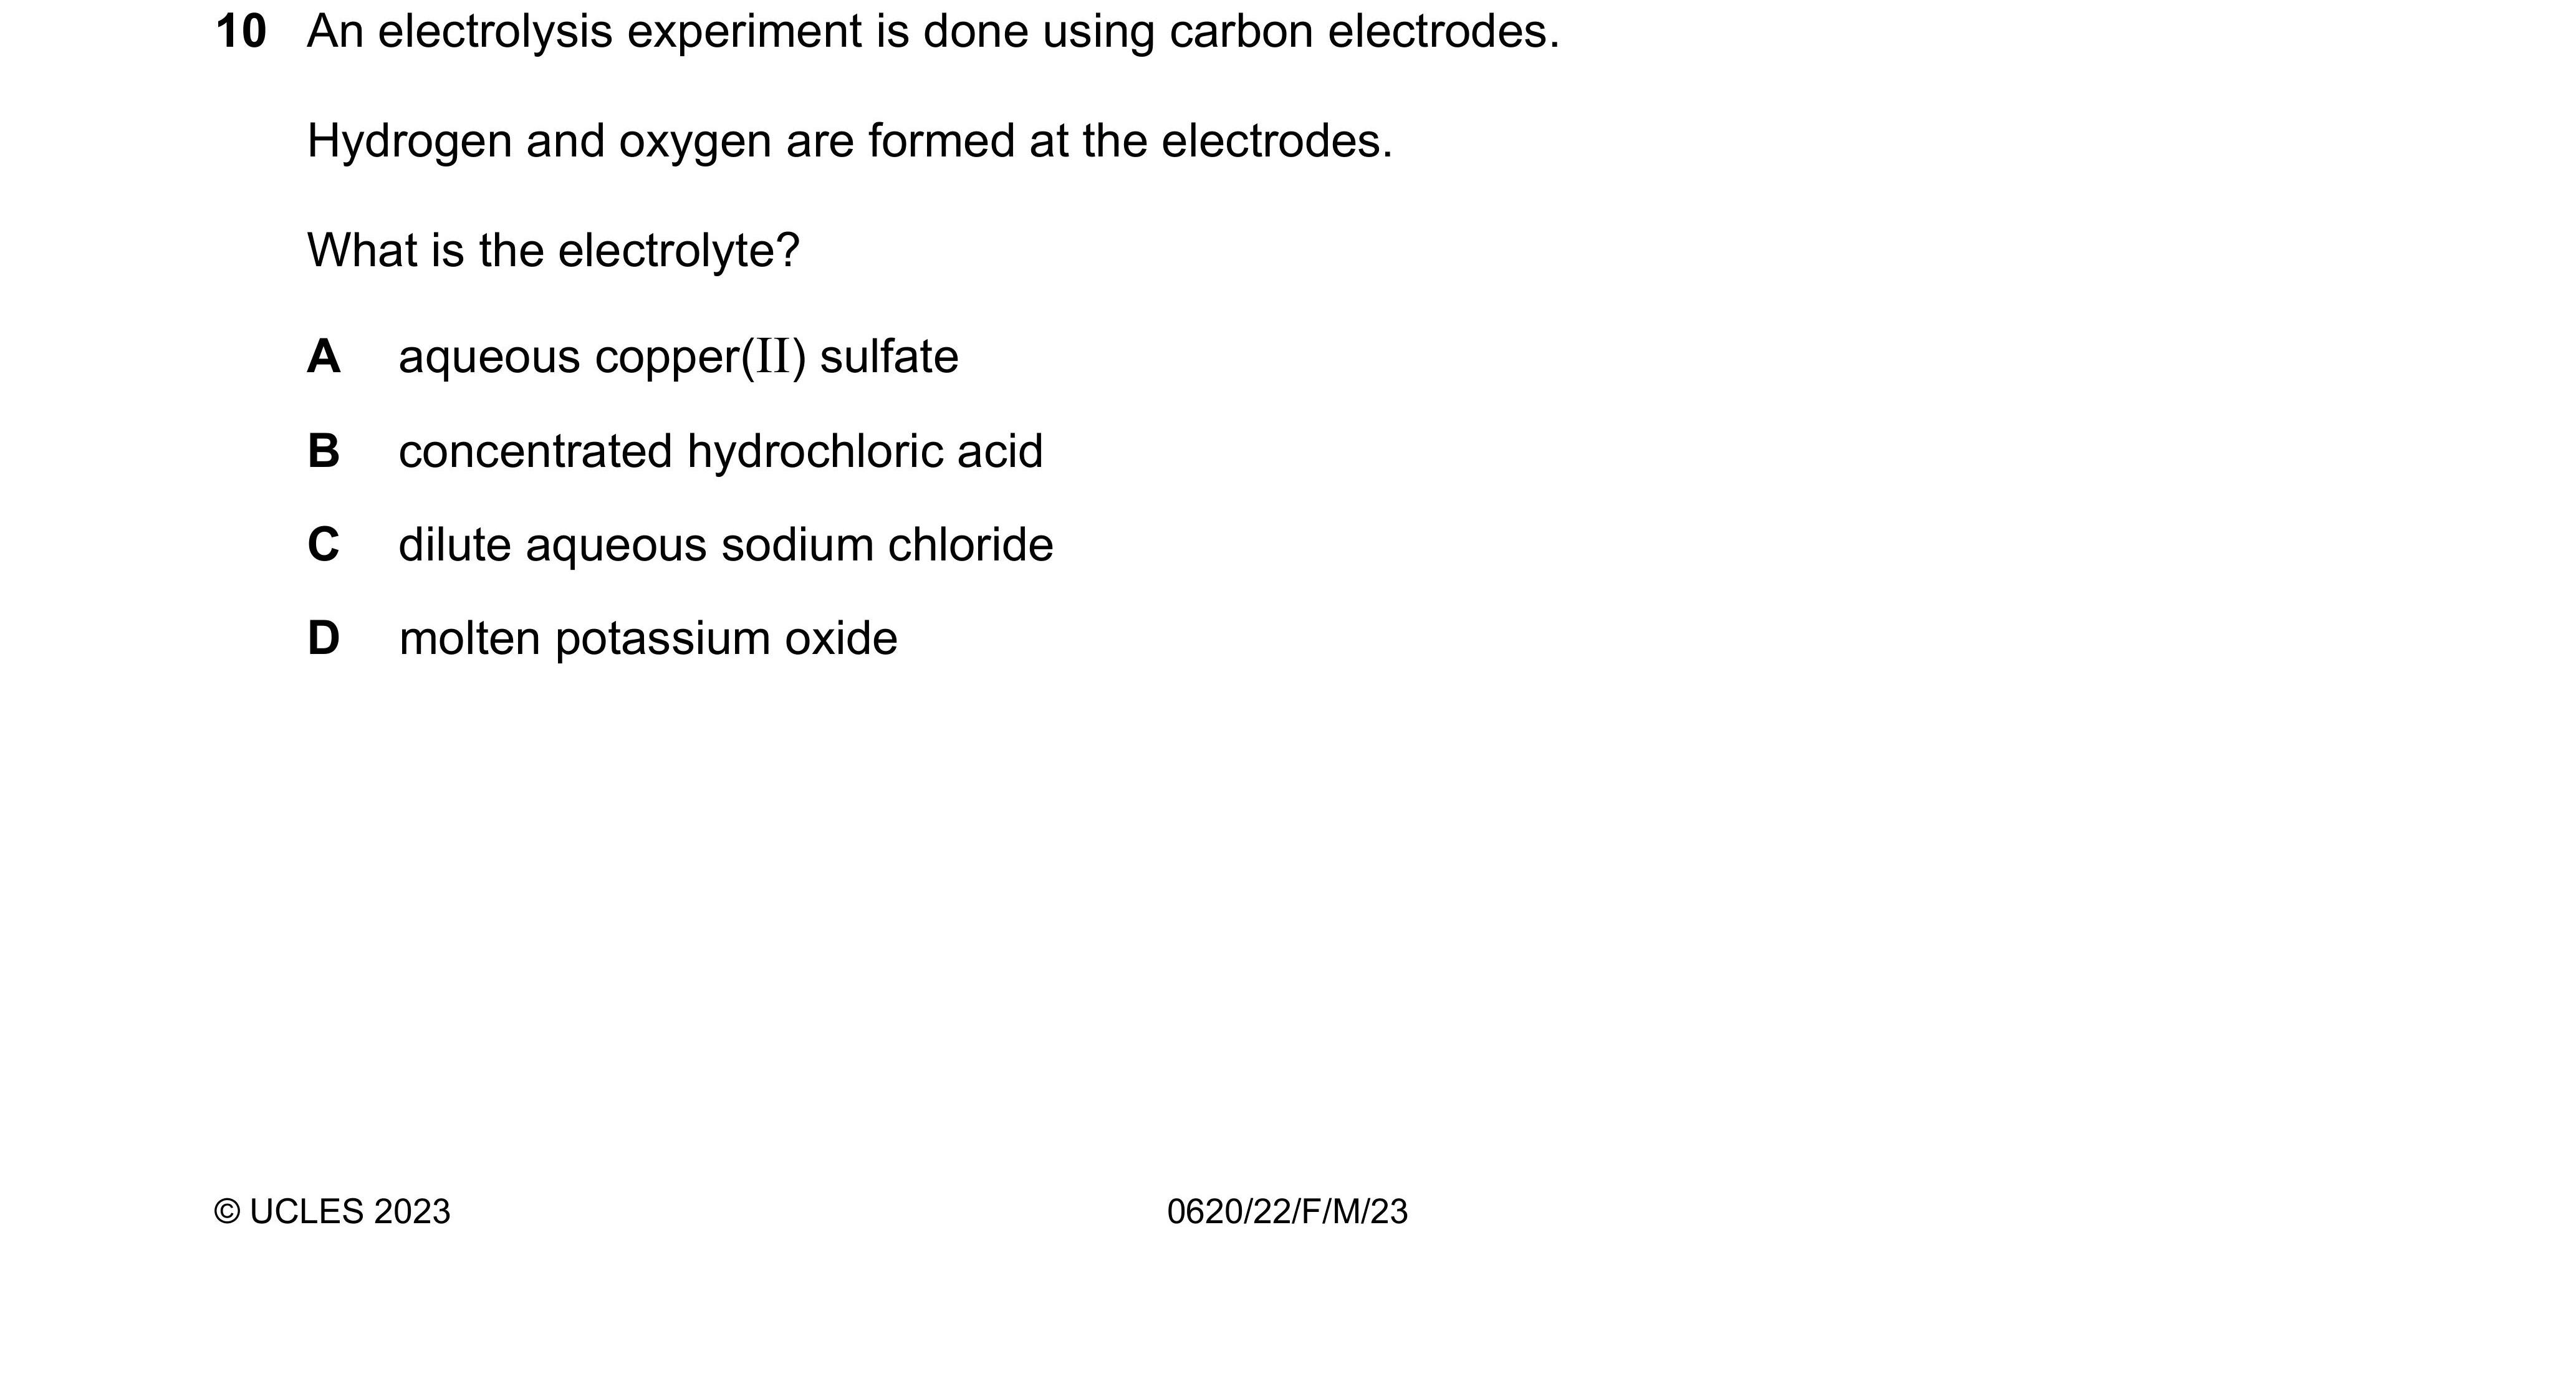 10 An electrolysis experiment is done using carbon electrodes.
Hydrogen and oxygen are formed at the electrodes.
What is the electrolyte?
A aqueous copper(II) sulfate
B concentrated hydrochloric acid
C dilute aqueous sodium chloride
D molten potassium oxide
© UCLES 2023 0620/22/F/M/23